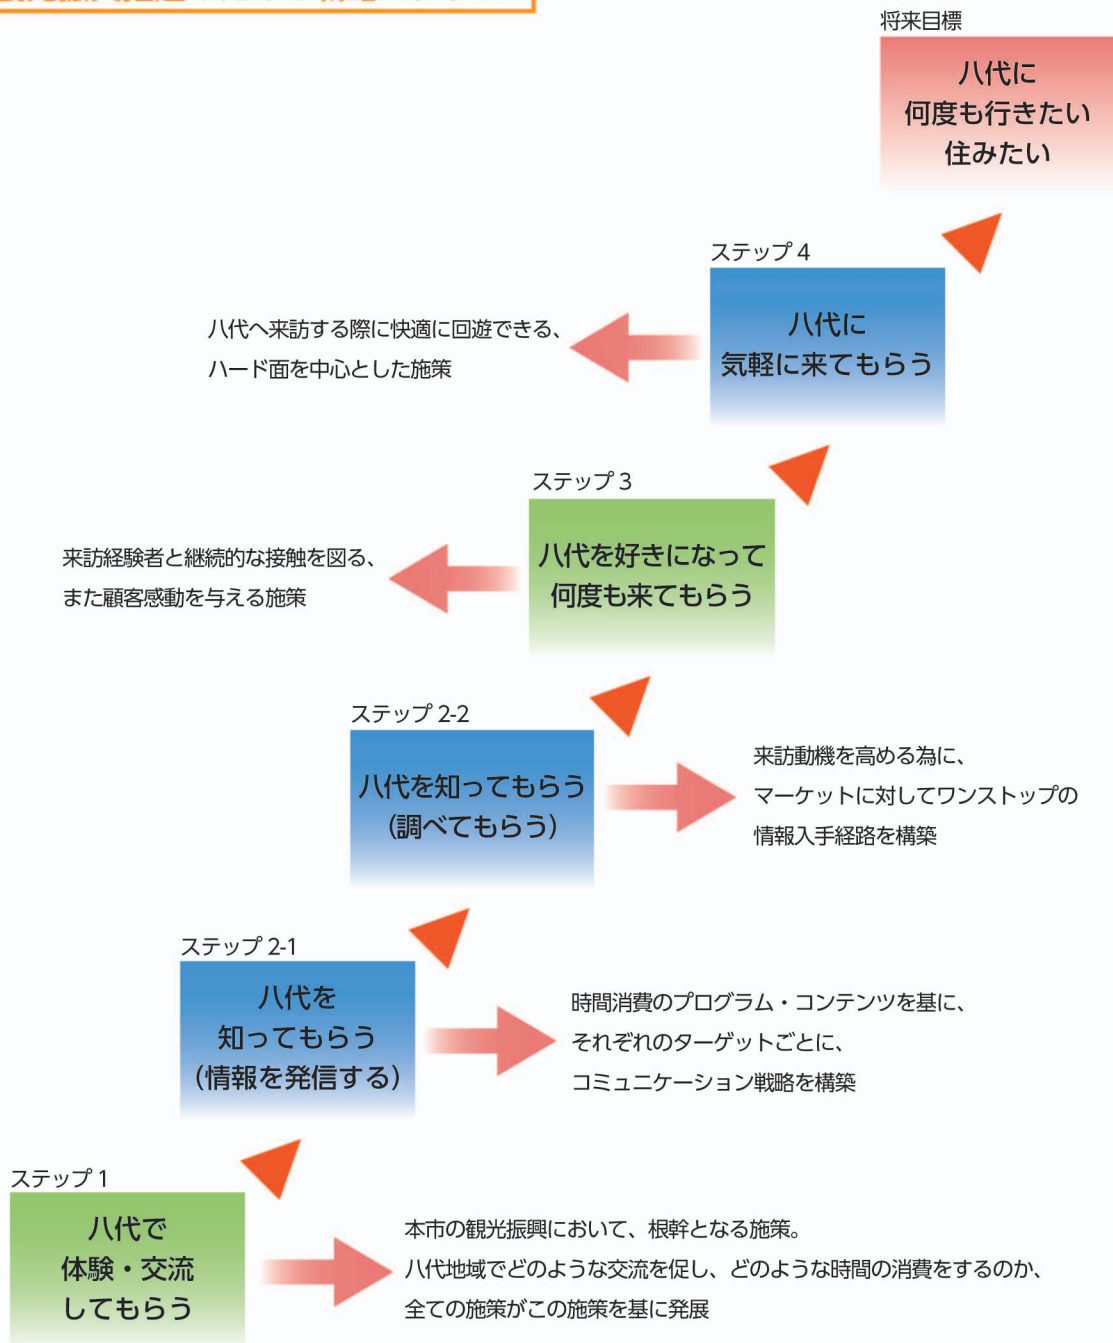 将来目標
八代に
何度も行きたい
住みたい
ステップ 4
八代に
気軽に来てもらう
八代へ来訪する際に快適に回遊できる、
ハード面を中心とした施策
ステップ 3
八代を好きになって
何度も来てもらう
来訪経験者と継続的な接触を図る、
また顧客感動を与える施策
ステップ 2-2
八代を知ってもらう
(調べてもらう)
来訪動機を高める為に、
マーケットに対してワンストップの
情報入手経路を構築
ステップ 2-1
八代を
知ってもらう
(情報を発信する)
時間消費のプログラム・コンテンツを基に、
それぞれのターゲットごとに、
コミュニケーション戦略を構築
ステップ 1
八代で
体験・交流
してもらう
本市の観光振興において、根幹となる施策。
八代地域でどのような交流を促し、どのような時間の消費をするのか、
全ての施策がこの施策を基に発展